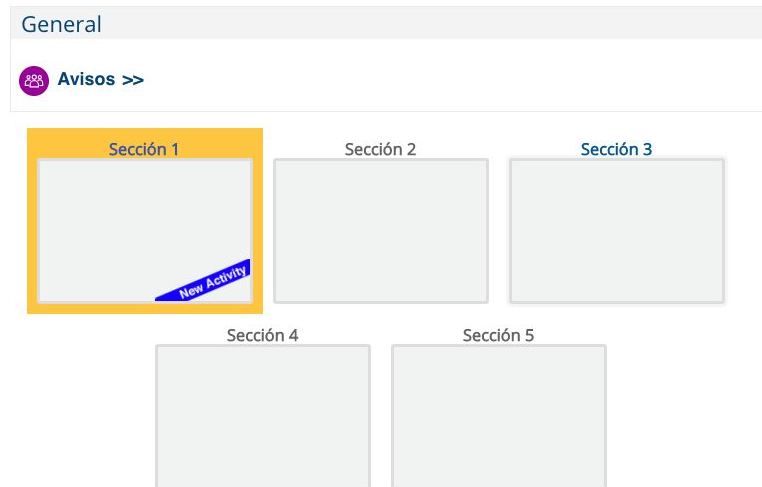 General
Avisos >>
Sección 1
Sección 2
Sección 3
New Activity
Sección 4
Sección 5